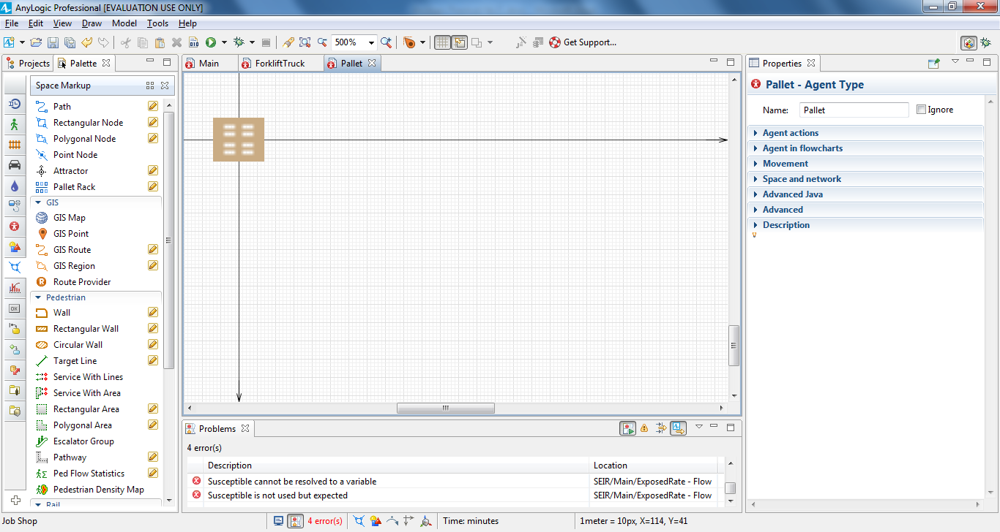 AnyLogic Professional [EVALUATION USE ONLY]
File Edit View Draw Model Tools Help
500% Get Support...
Projects Palette
Space Markup
Path
Rectangular Node
Polygonal Node
Point Node
Attractor
Pallet Rack
GIS
GIS Map
GIS Point
GIS Route
GIS Region
Route Provider
Pedestrian
Wall
Rectangular Wall
Circular Wall
Target Line
Service With Lines
Service With Area
Rectangular Area
Polygonal Area
Escalator Group
Pathway
Ped Flow Statistics
Pedestrian Density Map
Rail
OK
Main ForkliftTruck Pallet
Problems
4 error(s)
Description Location
Susceptible cannot be resolved to a variable SEIR/Main/ExposedRate - Flow
Susceptible is not used but expected SEIR/Main/ExposedRate - Flow
Properties
Pallet - Agent Type
Name: Pallet Ignore
Agent actions
Agent in flowcharts
Movement
Space and network
Advanced Java
Advanced
Description
Job Shop 4 error(s) Time: minutes 1meter = 10px, X=114, Y=41